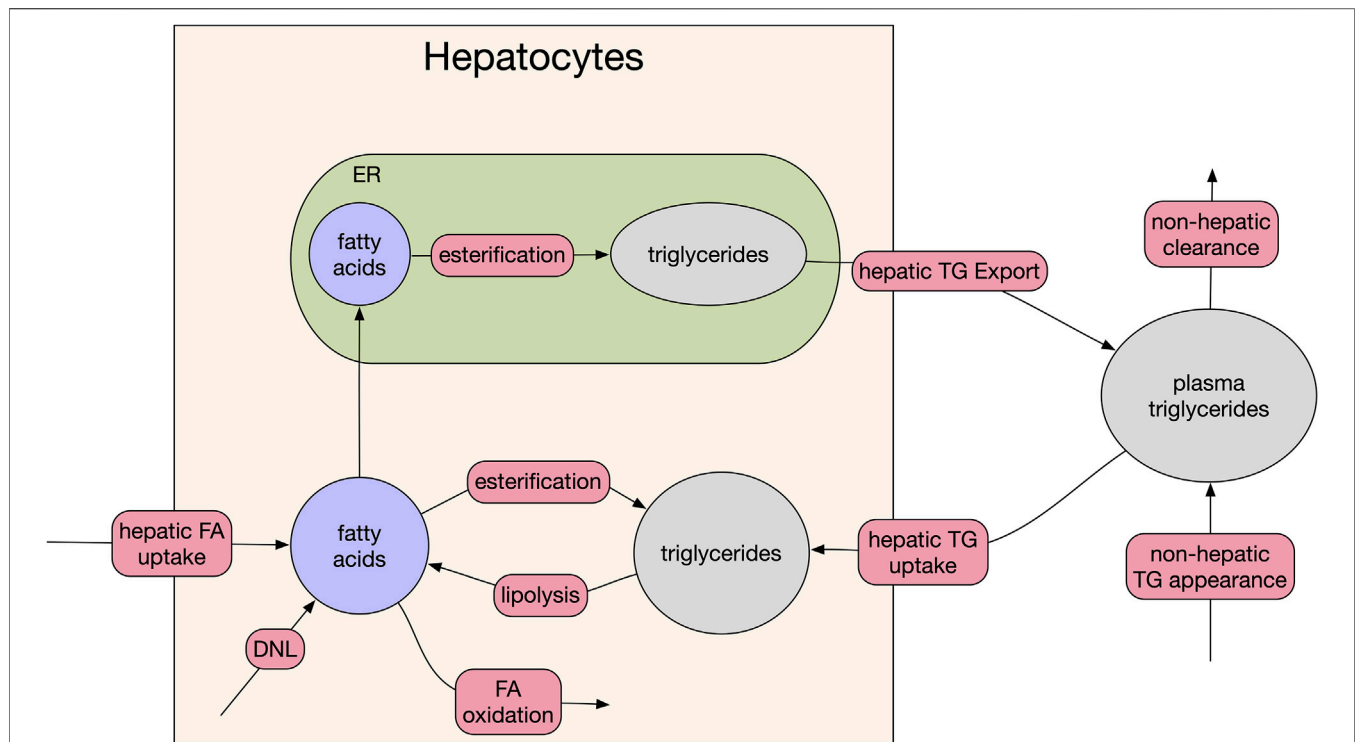 Hepatocytes
ER
fatty
acids
esterification
triglycerides
hepatic TG Export
non-hepatic
clearance
plasma
triglycerides
hepatic FA
uptake
fatty
acids
esterification
lipolysis
triglycerides
hepatic TG
uptake
non-hepatic
TG appearance
DNL
FA
oxidation